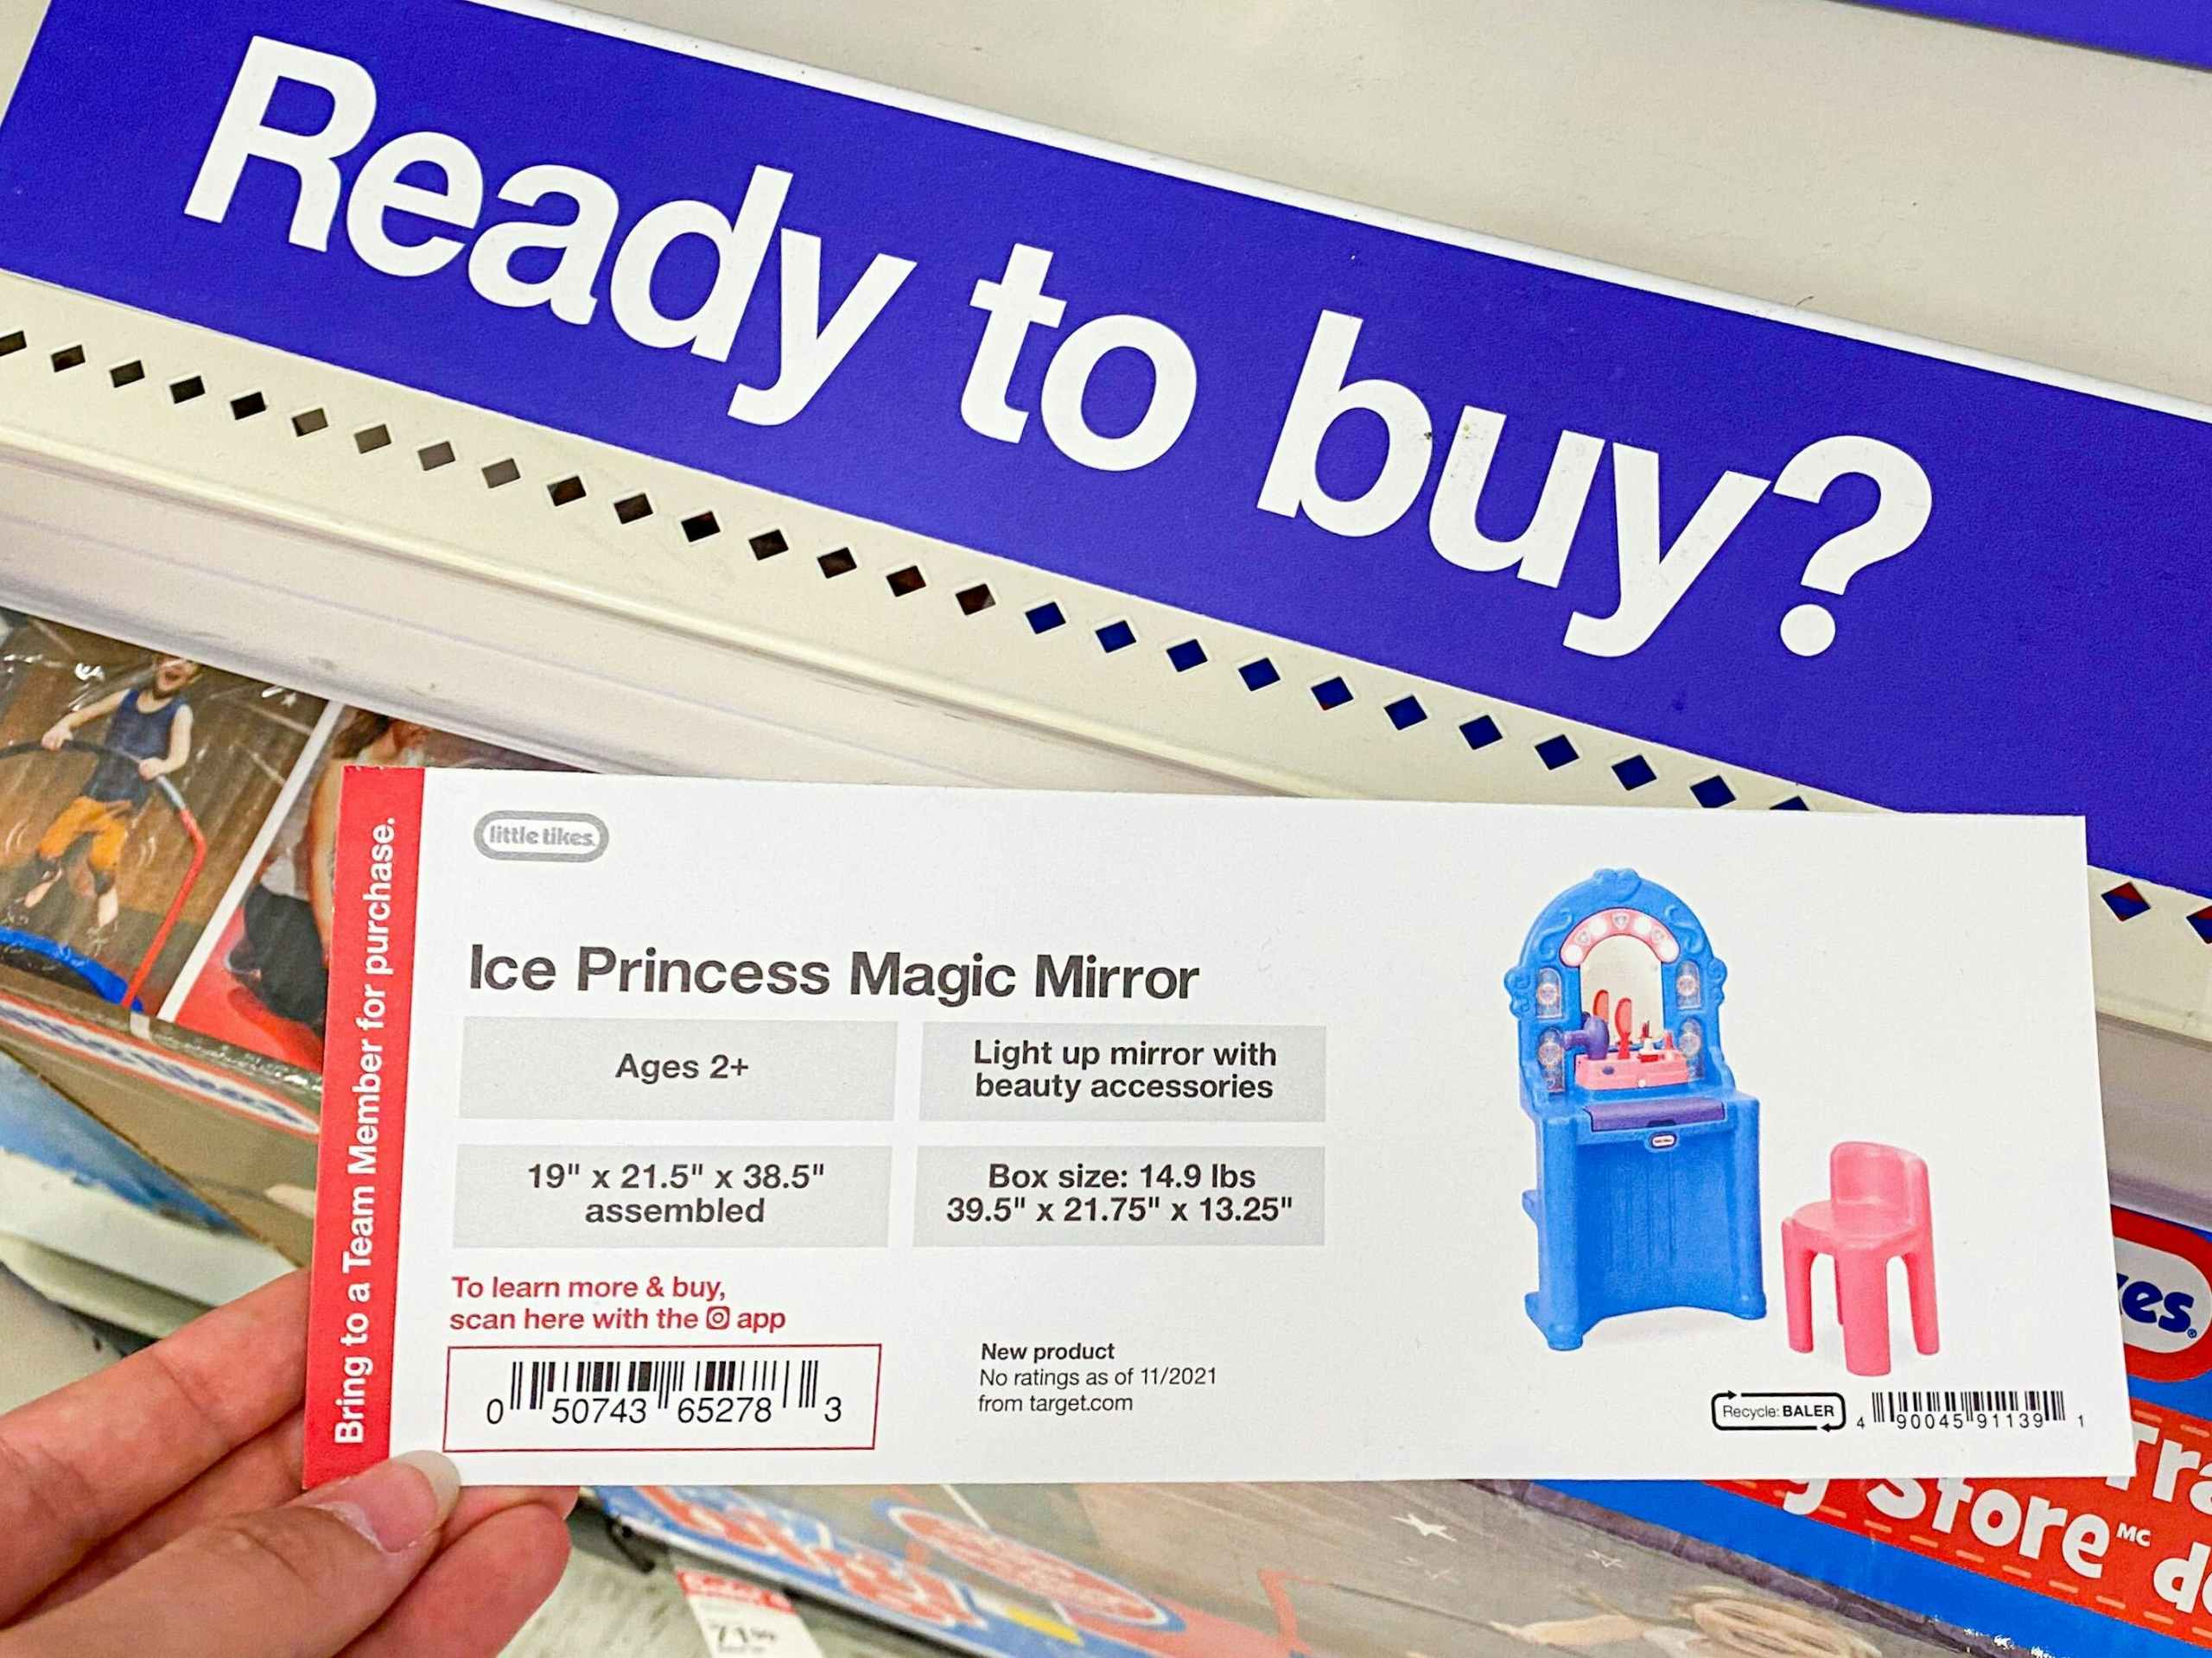 Ready to buy?
Bring to a Team Member for purchase.
little tikes
Ice Princess Magic Mirror
Ages 2+
Light up mirror with
beauty accessories
19" x 21.5" x 38.5"
assembled
Box size: 14.9 lbs
39.5" x 21.75" x 13.25"
To learn more & buy,
scan here with the app
0 50743 65278 3
New product
No ratings as of 11/2021
from target.com
Recycle: BALER
4 90045 91139 1
es
Store MC